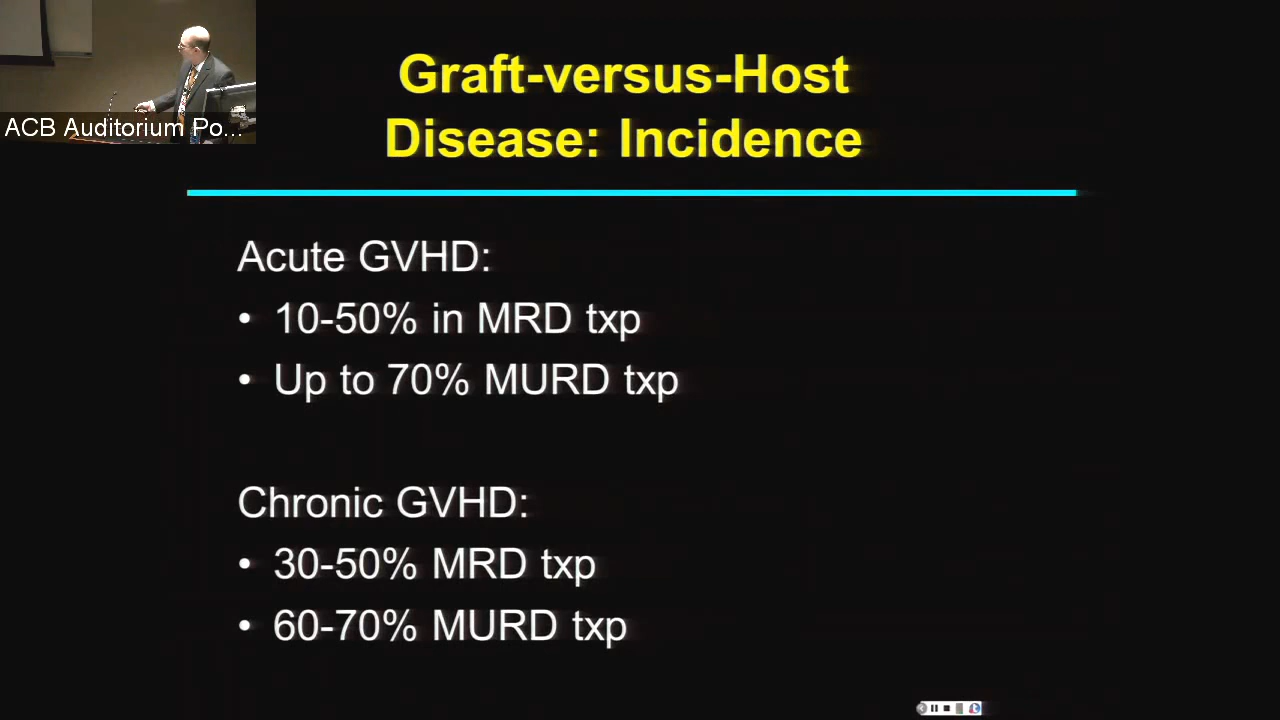 ACB Auditorium Po...
Graft-versus-Host
Disease: Incidence
Acute GVHD:
• 10-50% in MRD txp
• Up to 70% MURD txp
Chronic GVHD:
• 30-50% MRD txp
• 60-70% MURD txp